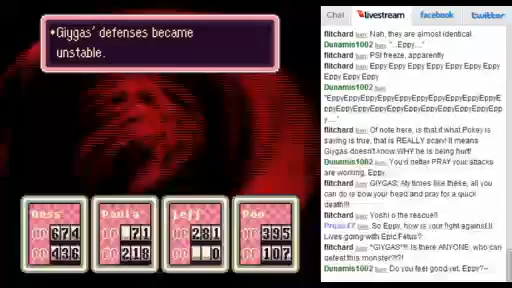 •Giygas' defenses became
unstable.
Ness
Paula
Jeff
Poo
674
71
281
395
436
218
0
107
Chat
livestream
facebook
twitter
flitchard Nah, they are almost identical
Dunamis1002 "..Eppy...."
flitchard PSI freeze, apparently
flitchard Eppy Eppy Eppy Eppy Eppy Eppy
Eppy Eppy Eppy
Dunamis1002
flitchard Of note here, is that if what Pokey is
saying is true, that is REALLY scary! It means
Giygas doesn't know WHY he is being hurt!
Dunamis1002 You'd better PRAY your attacks
are working, Eppy.
flitchard GIYGAS: At times like these, all you
can do is bow your head and pray for a quick
death!!!
flitchard Yoshi to the rescue!!
So Eppy, how is your fight against It
Lives going with Epic Fetus?
flitchard *GIYGAS*!!! Is there ANYONE, who can
defeat this monster?!?!
Dunamis1002 Do you feel good yet, Eppy?~